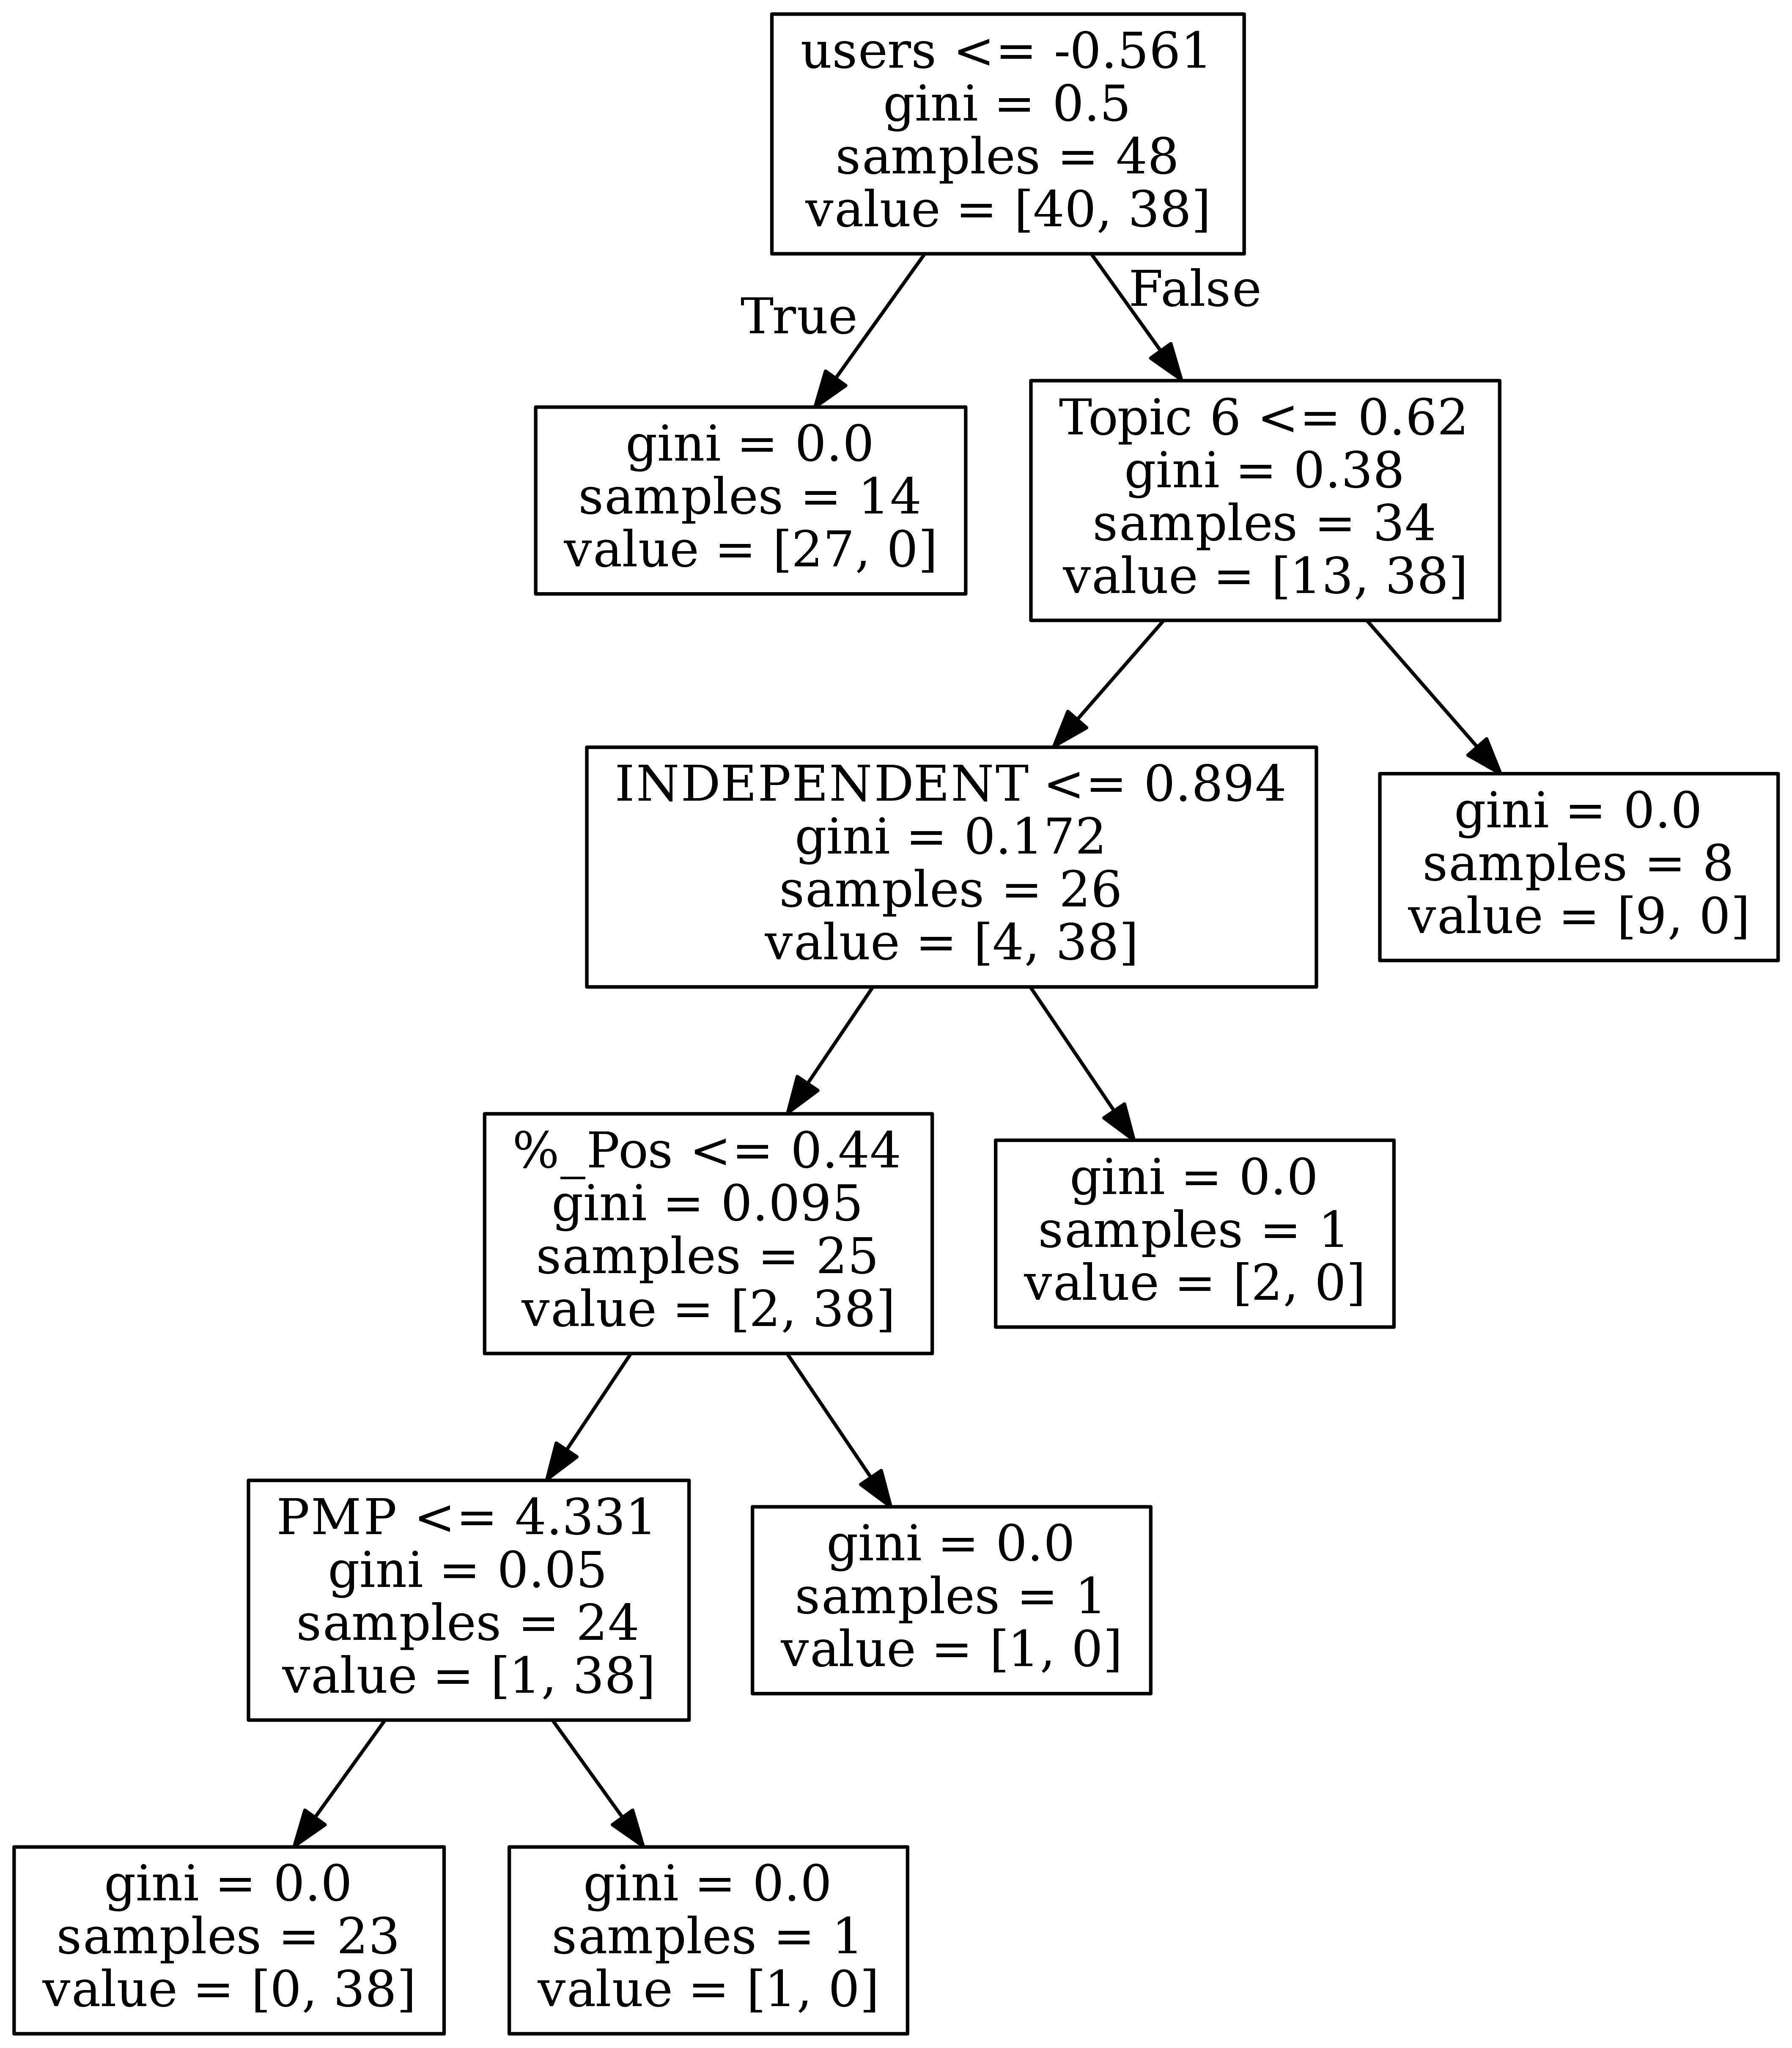 users <= -0.561
gini = 0.5
samples = 48
value = [40, 38]
True
False
gini = 0.0
samples = 14
value = [27, 0]
Topic 6 <= 0.62
gini = 0.38
samples = 34
value = [13, 38]
INDEPENDENT <= 0.894
gini = 0.172
samples = 26
value = [4, 38]
gini = 0.0
samples = 8
value = [9, 0]
%_Pos <= 0.44
gini = 0.095
samples = 25
value = [2, 38]
gini = 0.0
samples = 1
value = [2, 0]
PMP <= 4.331
gini = 0.05
samples = 24
value = [1, 38]
gini = 0.0
samples = 1
value = [1, 0]
gini = 0.0
samples = 23
value = [0, 38]
gini = 0.0
samples = 1
value = [1, 0]